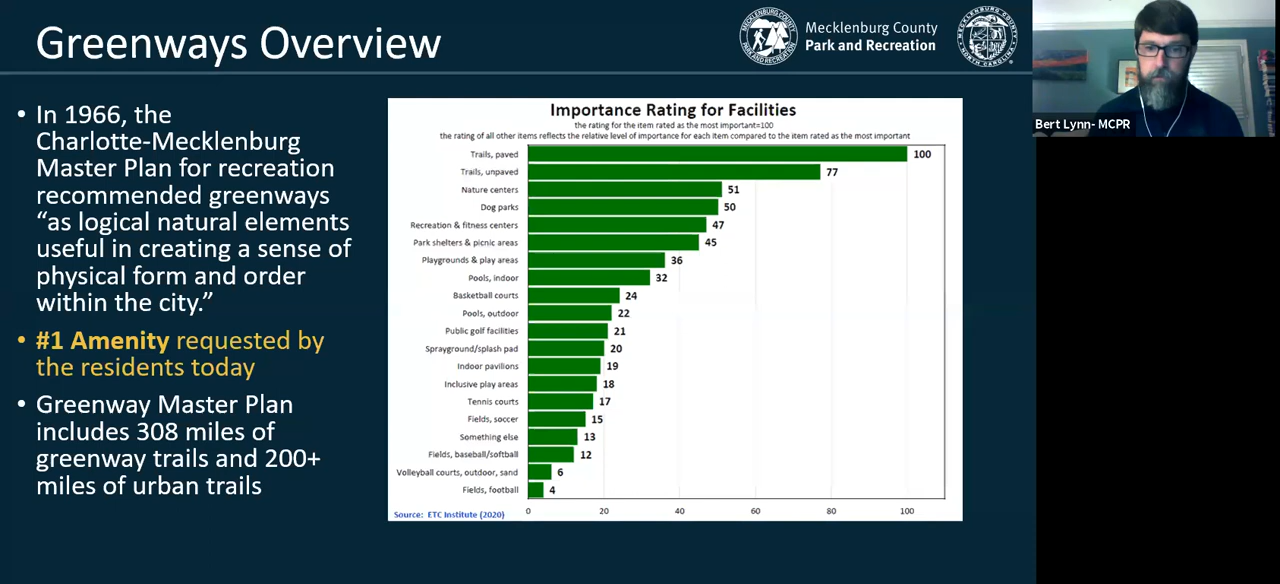 Greenways Overview
Mecklenburg County
Park and Recreation
MECKLENBURG COUNTY
PARK AND RECREATION
MECKLENBURG COUNTY
NORTH CAROLINA
Bert Lynn- MCPR
• In 1966, the
Charlotte-Mecklenburg
Master Plan for recreation
recommended greenways
“as logical natural elements
useful in creating a sense of
physical form and order
within the city.”
• #1 Amenity requested by
the residents today
• Greenway Master Plan
includes 308 miles of
greenway trails and 200+
miles of urban trails
Importance Rating for Facilities
the rating for the item rated as the most important=100
the rating of all other items reflects the relative level of importance for each item compared to the item rated as the most important
Trails, paved 100
Trails, unpaved 77
Nature centers 51
Dog parks 50
Recreation & fitness centers 47
Park shelters & picnic areas 45
Playgrounds & play areas 36
Pools, indoor 32
Basketball courts 24
Pools, outdoor 22
Public golf facilities 21
Sprayground/splash pad 20
Indoor pavilions 19
Inclusive play areas 18
Tennis courts 17
Fields, soccer 15
Something else 13
Fields, baseball/softball 12
Volleyball courts, outdoor, sand 6
Fields, football 4
0 20 40 60 80 100
Source: ETC Institute (2020)